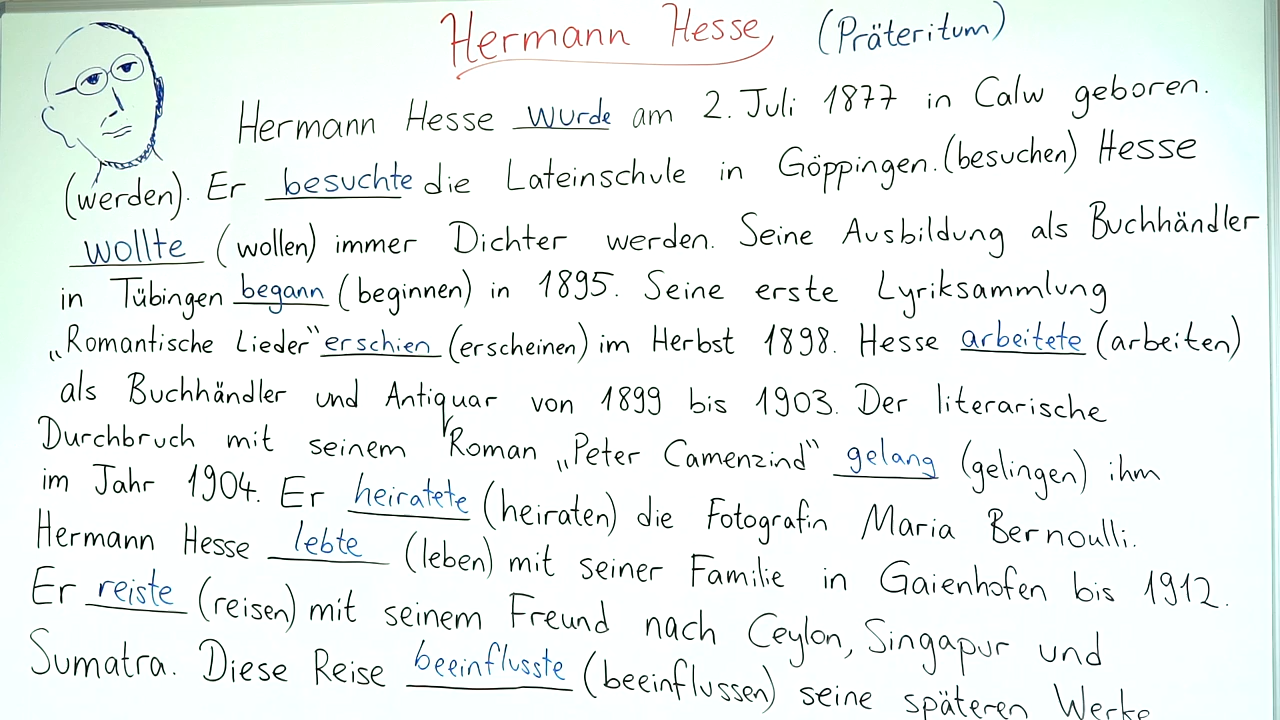 Hermann Hesse (Präteritum)
Hermann Hesse wurde am 2. Juli 1877 in Calw geboren.
(werden). Er besuchte die Lateinschule in Göppingen. (besuchen) Hesse
wollte (wollen) immer Dichter werden. Seine Ausbildung als Buchhändler
in Tübingen begann (beginnen) in 1895. Seine erste Lyriksammlung
„Romantische Lieder“ erschien (erscheinen) im Herbst 1898. Hesse arbeitete (arbeiten)
als Buchhändler und Antiquar von 1899 bis 1903. Der literarische
Durchbruch mit seinem Roman „Peter Camenzind“ gelang (gelingen) ihm
im Jahr 1904. Er heiratete (heiraten) die Fotografin Maria Bernoulli.
Hermann Hesse lebte (leben) mit seiner Familie in Gaienhofen bis 1912.
Er reiste (reisen) mit seinem Freund nach Ceylon, Singapur und
Sumatra. Diese Reise beeinflusste (beeinflussen) seine späteren Werke